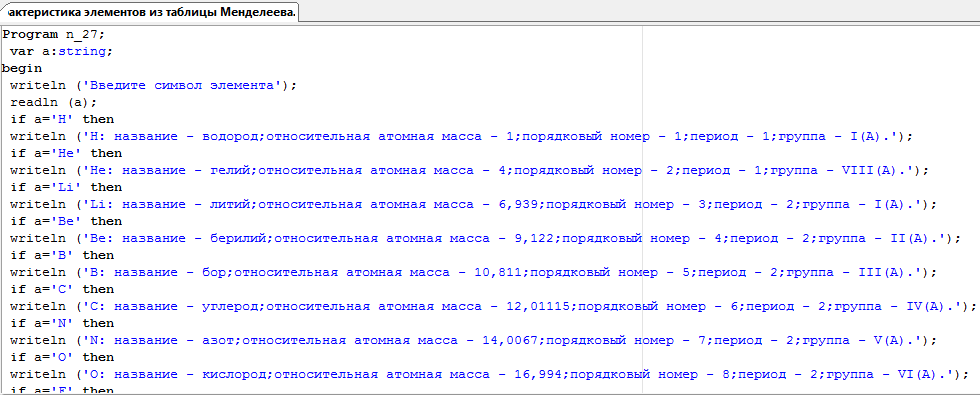 рактеристика элементов из таблицы Менделеева.
Program n_27;
var a:string;
begin
writeln ('Введите символ элемента');
readln (a);
if a='H' then
writeln ('H: название - водород;относительная атомная масса - 1;порядковый номер - 1;период - 1;группа - I(A).');
if a='He' then
writeln ('He: название - гелий;относительная атомная масса - 4;порядковый номер - 2;период - 1;группа - VIII(A).');
if a='Li' then
writeln ('Li: название - литий;относительная атомная масса - 6,939;порядковый номер - 3;период - 2;группа - I(A).');
if a='Be' then
writeln ('Be: название - берилий;относительная атомная масса - 9,122;порядковый номер - 4;период - 2;группа - II(A).');
if a='B' then
writeln ('B: название - бор;относительная атомная масса - 10,811;порядковый номер - 5;период - 2;группа - III(A).');
if a='C' then
writeln ('C: название - углерод;относительная атомная масса - 12,01115;порядковый номер - 6;период - 2;группа - IV(A).');
if a='N' then
writeln ('N: название - азот;относительная атомная масса - 14,0067;порядковый номер - 7;период - 2;группа - V(A).');
if a='O' then
writeln ('O: название - кислород;относительная атомная масса - 16,994;порядковый номер - 8;период - 2;группа - VI(A).');
if a='F' then